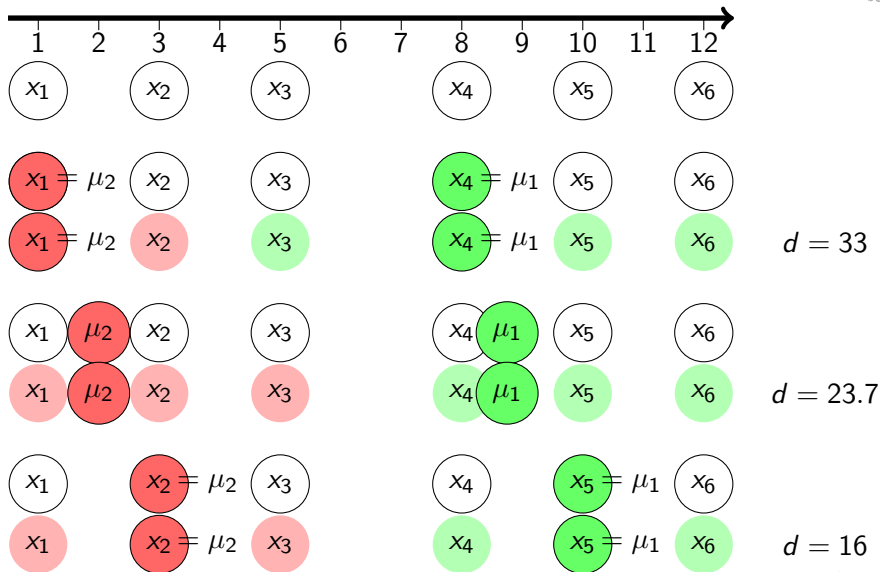 1 2 3 4 5 6 7 8 9 10 11 12
x₁ x₂ x₃ x₄ x₅ x₆
x₁ = μ₂ x₂ x₃ x₄ = μ₁ x₅ x₆
x₁ = μ₂ x₂ x₃ x₄ = μ₁ x₅ x₆ d = 33
x₁ μ₂ x₂ x₃ x₄ μ₁ x₅ x₆
x₁ μ₂ x₂ x₃ x₄ μ₁ x₅ x₆ d = 23.7
x₁ x₂ = μ₂ x₃ x₄ x₅ = μ₁ x₆
x₁ x₂ = μ₂ x₃ x₄ x₅ = μ₁ x₆ d = 16